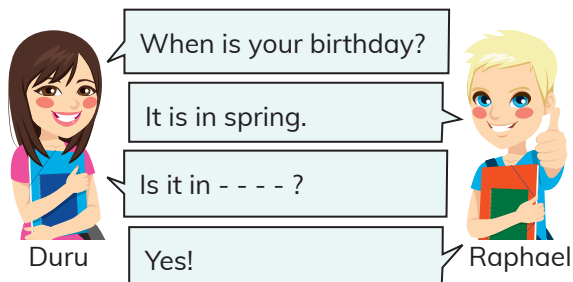 When is your birthday?
It is in spring.
Is it in - - - - ?
Yes!
Duru
Raphael